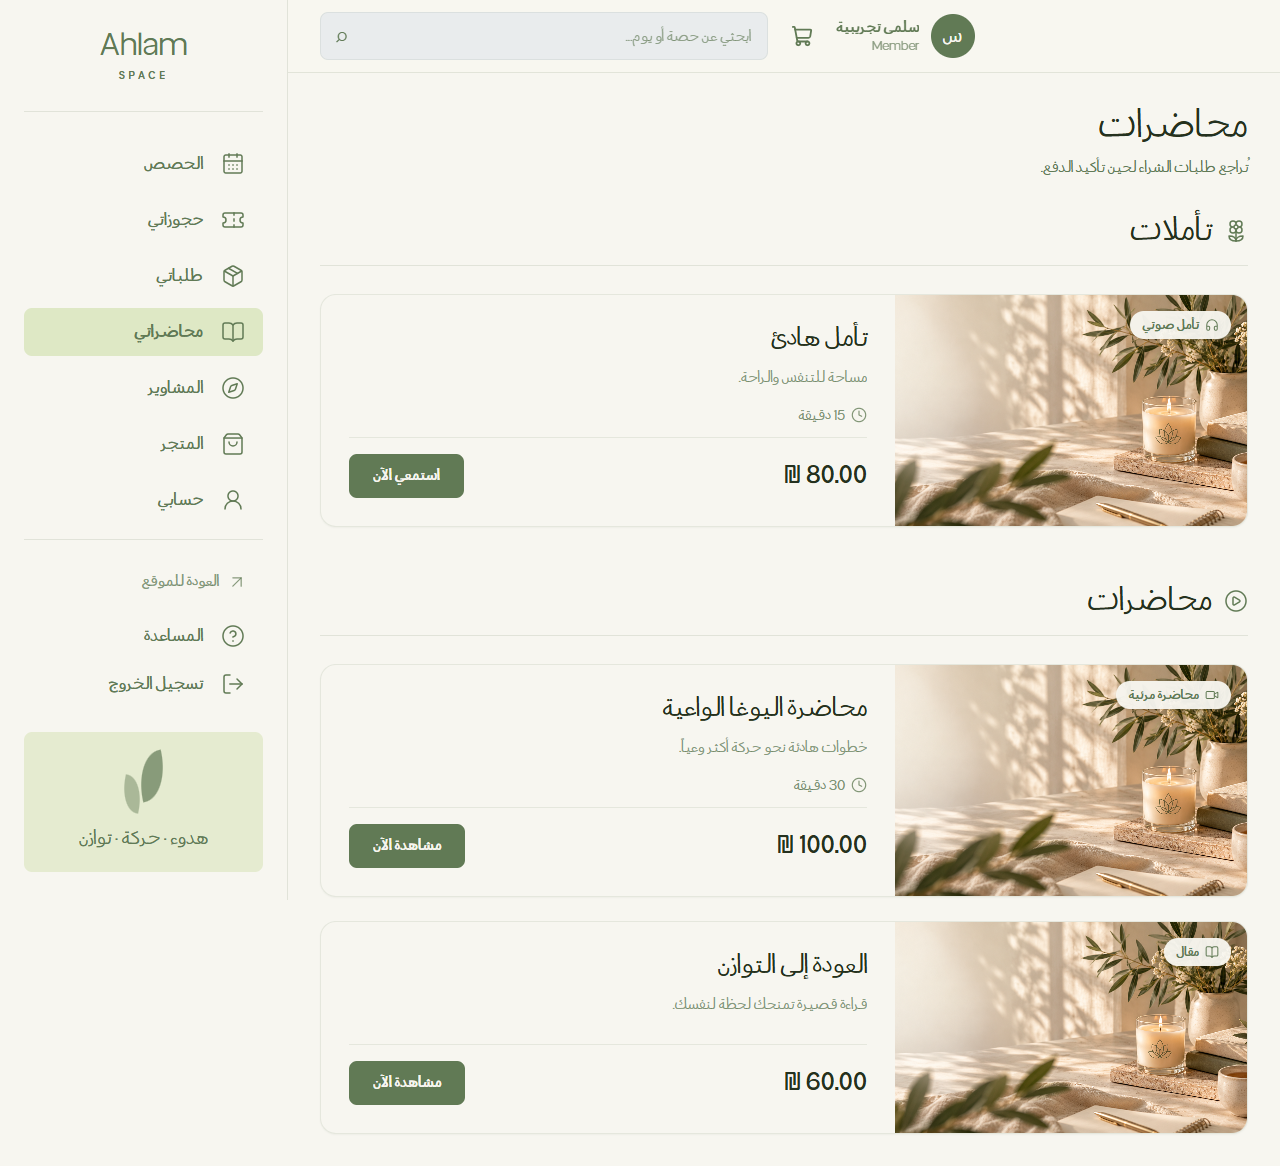 Ahlam
SPACE
الحصص
حجوزاتي
طلباتي
محاضراتي
المشاوير
المتجر
حسابي
العودة للموقع
المساعدة
تسجيل الخروج
هدوء · حركة · توازن
س
سلمى تجريبية
Member
ابحثي عن حصة أو يوم...
محاضرات
تُراجع طلبات الشراء لحين تأكيد الدفع.
تأملات
تأمل صوتي
تأمل هادئ
مساحة للتنفس والراحة.
15 دقيقة
80.00 ₪
استمعي الآن
محاضرات
محاضرة مرئية
محاضرة اليوغا الواعية
خطوات هادئة نحو حركة أكثر وعياً.
30 دقيقة
100.00 ₪
مشاهدة الآن
مقال
العودة إلى التوازن
قراءة قصيرة تمنحك لحظة لنفسك.
60.00 ₪
مشاهدة الآن